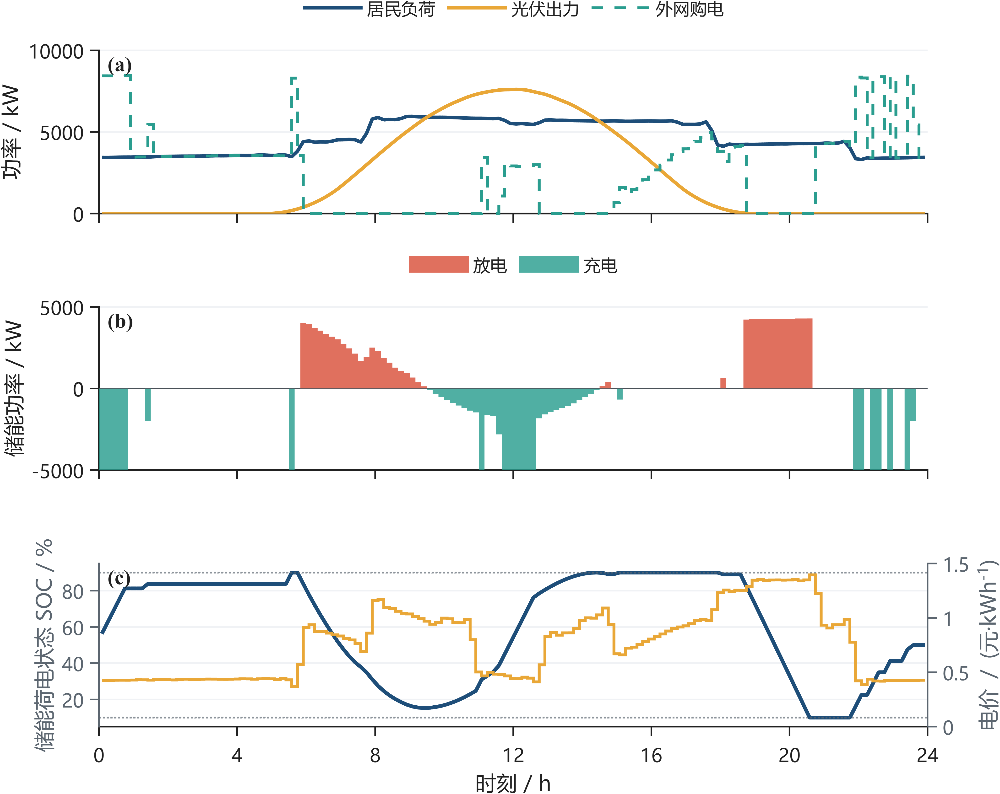 居民负荷 光伏出力 外网购电
(a)
功率 / kW
10000
5000
0
放电 充电
(b)
储能功率 / kW
5000
0
-5000
(c)
储能荷电状态 SOC / %
80
60
40
20
1.5
1
0.5
0
电价 / (元·kWh⁻¹)
0 4 8 12 16 20 24
时刻 / h